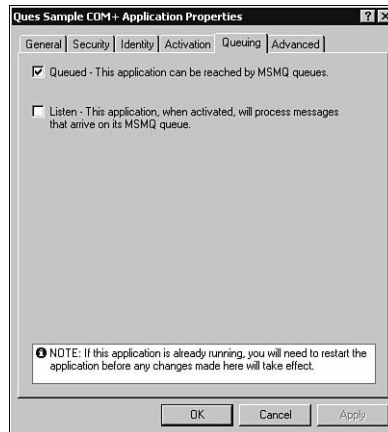 Ques Sample COM+ Application Properties
General Security Identity Activation Queuing Advanced
Queued - This application can be reached by MSMQ queues.
Listen - This application, when activated, will process messages
that arrive on its MSMQ queue.
NOTE: If this application is already running, you will need to restart the
application before any changes made here will take effect.
OK Cancel Apply